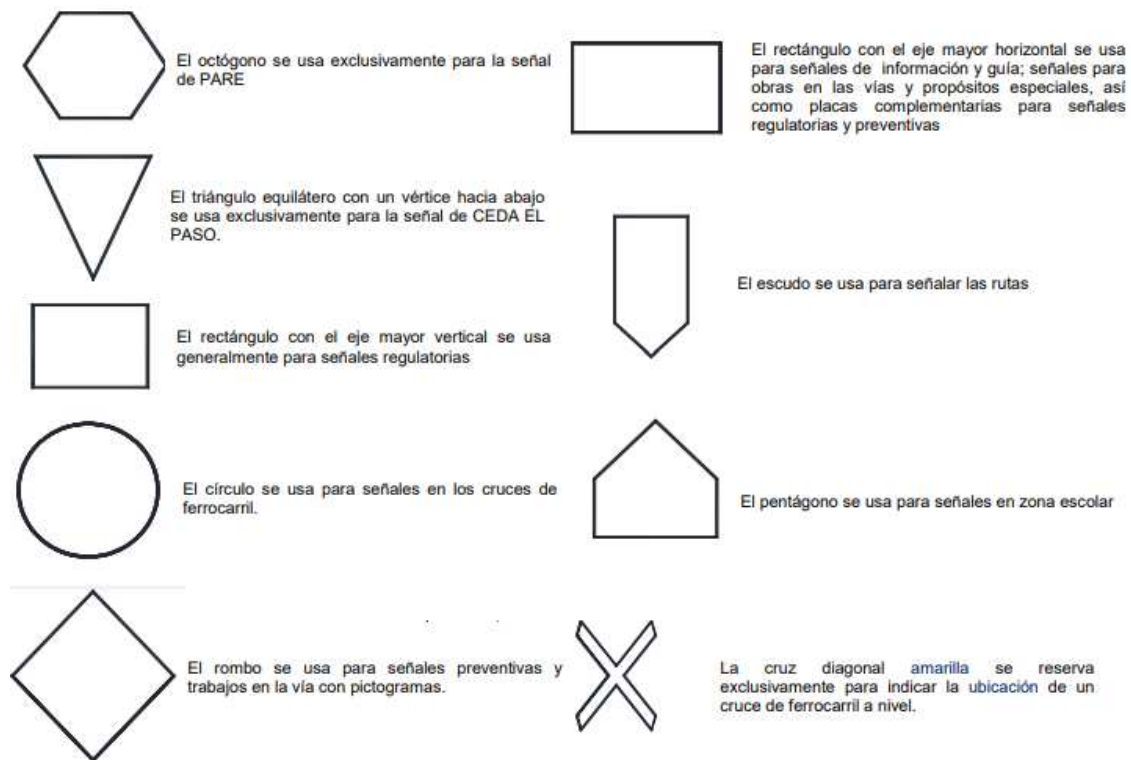 El octógono se usa exclusivamente para la señal
de PARE
El triángulo equilátero con un vértice hacia abajo
se usa exclusivamente para la señal de CEDA EL
PASO.
El rectángulo con el eje mayor vertical se usa
generalmente para señales regulatorias
El círculo se usa para señales en los cruces de
ferrocarril.
El rombo se usa para señales preventivas y
trabajos en la vía con pictogramas.
El rectángulo con el eje mayor horizontal se usa
para señales de información y guía; señales para
obras en las vías y propósitos especiales, así
como placas complementarias para señales
regulatorias y preventivas
El escudo se usa para señalar las rutas
El pentágono se usa para señales en zona escolar
La cruz diagonal amarilla se reserva
exclusivamente para indicar la ubicación de un
cruce de ferrocarril a nivel.